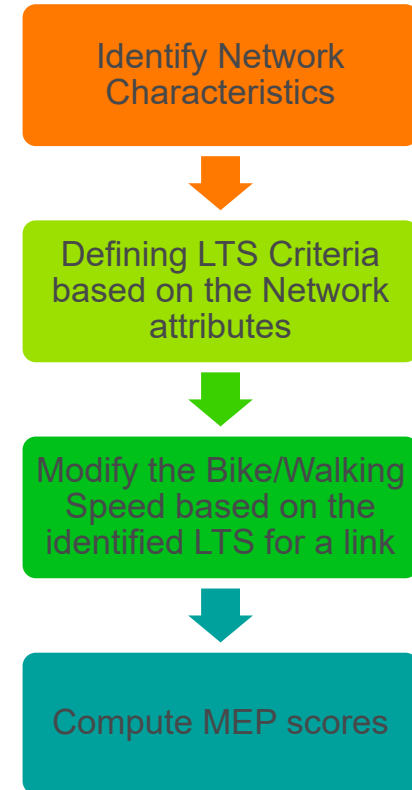 Identify Network
Characteristics
Defining LTS Criteria
based on the Network
attributes
Modify the Bike/Walking
Speed based on the
identified LTS for a link
Compute MEP scores